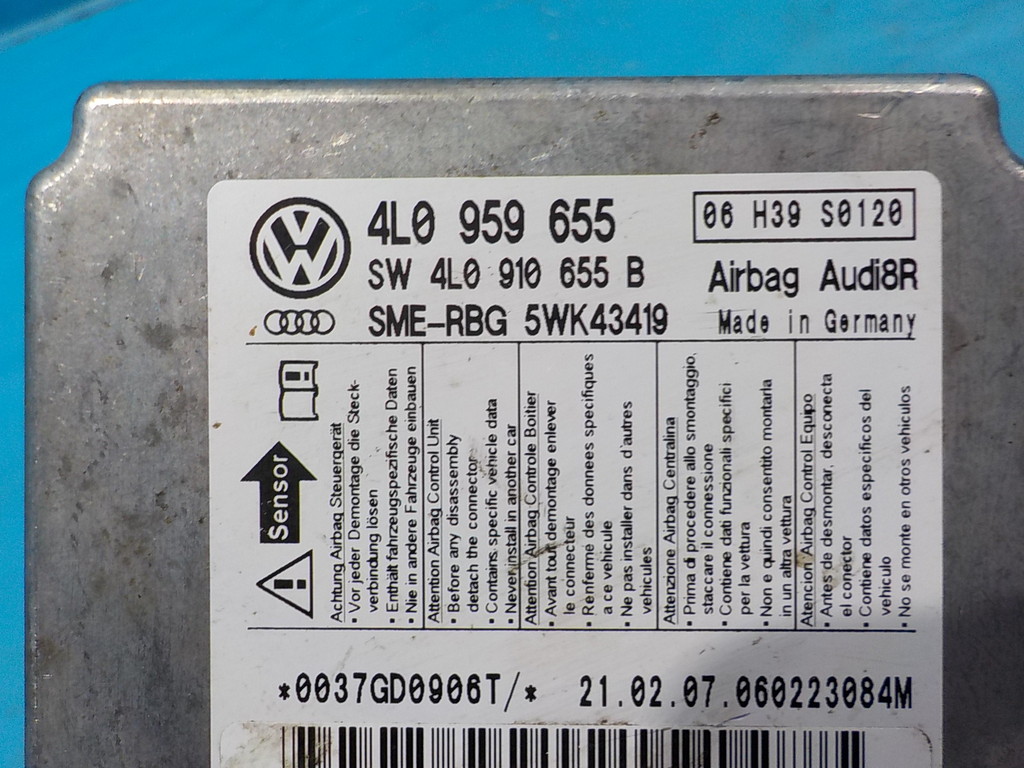 4L0 959 655
06 H39 S0120
SW 4L0 910 655 B
Airbag Audi8R
SME-RBG 5WK43419
Made in Germany
Sensor
Achtung Airbag Steuergerät
• Vor jeder Demontage die Steck-
verbindung lösen
• Enthält fahrzeugspezifische Daten
• Nie in andere Fahrzeuge einbauen
Attention Airbag Control Unit
• Before any disassembly
detach the connector
• Contains specific vehicle data
• Never install in another car
Attention Airbag Controle Boitier
• Avant tout demontage enlever
le connecteur
• Renferme des donnees specifiques
a ce vehicule
• Ne pas installer dans d'autres
vehicules
Attenzione Airbag Centralina
• Prima di procedere allo smontaggio,
staccare il connessione
• Contiene dati funzionali specifici
per la vettura
• Non e quindi consentito montarla
in un altra vettura
Atencion Airbag Control Equipo
• Antes de desmontar, desconecta
el conector
• Contiene datos especificos del
vehiculo
• No se monte en otros vehiculos
*0037GD0906T/* 21.02.07.060223084M